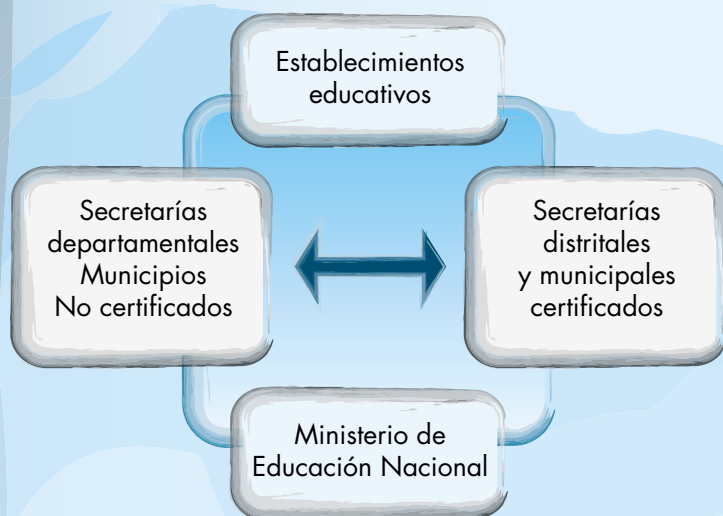 Establecimientos
educativos
Secretarías
departamentales
Municipios
No certificados
Secretarías
distritales
y municipales
certificados
Ministerio de
Educación Nacional